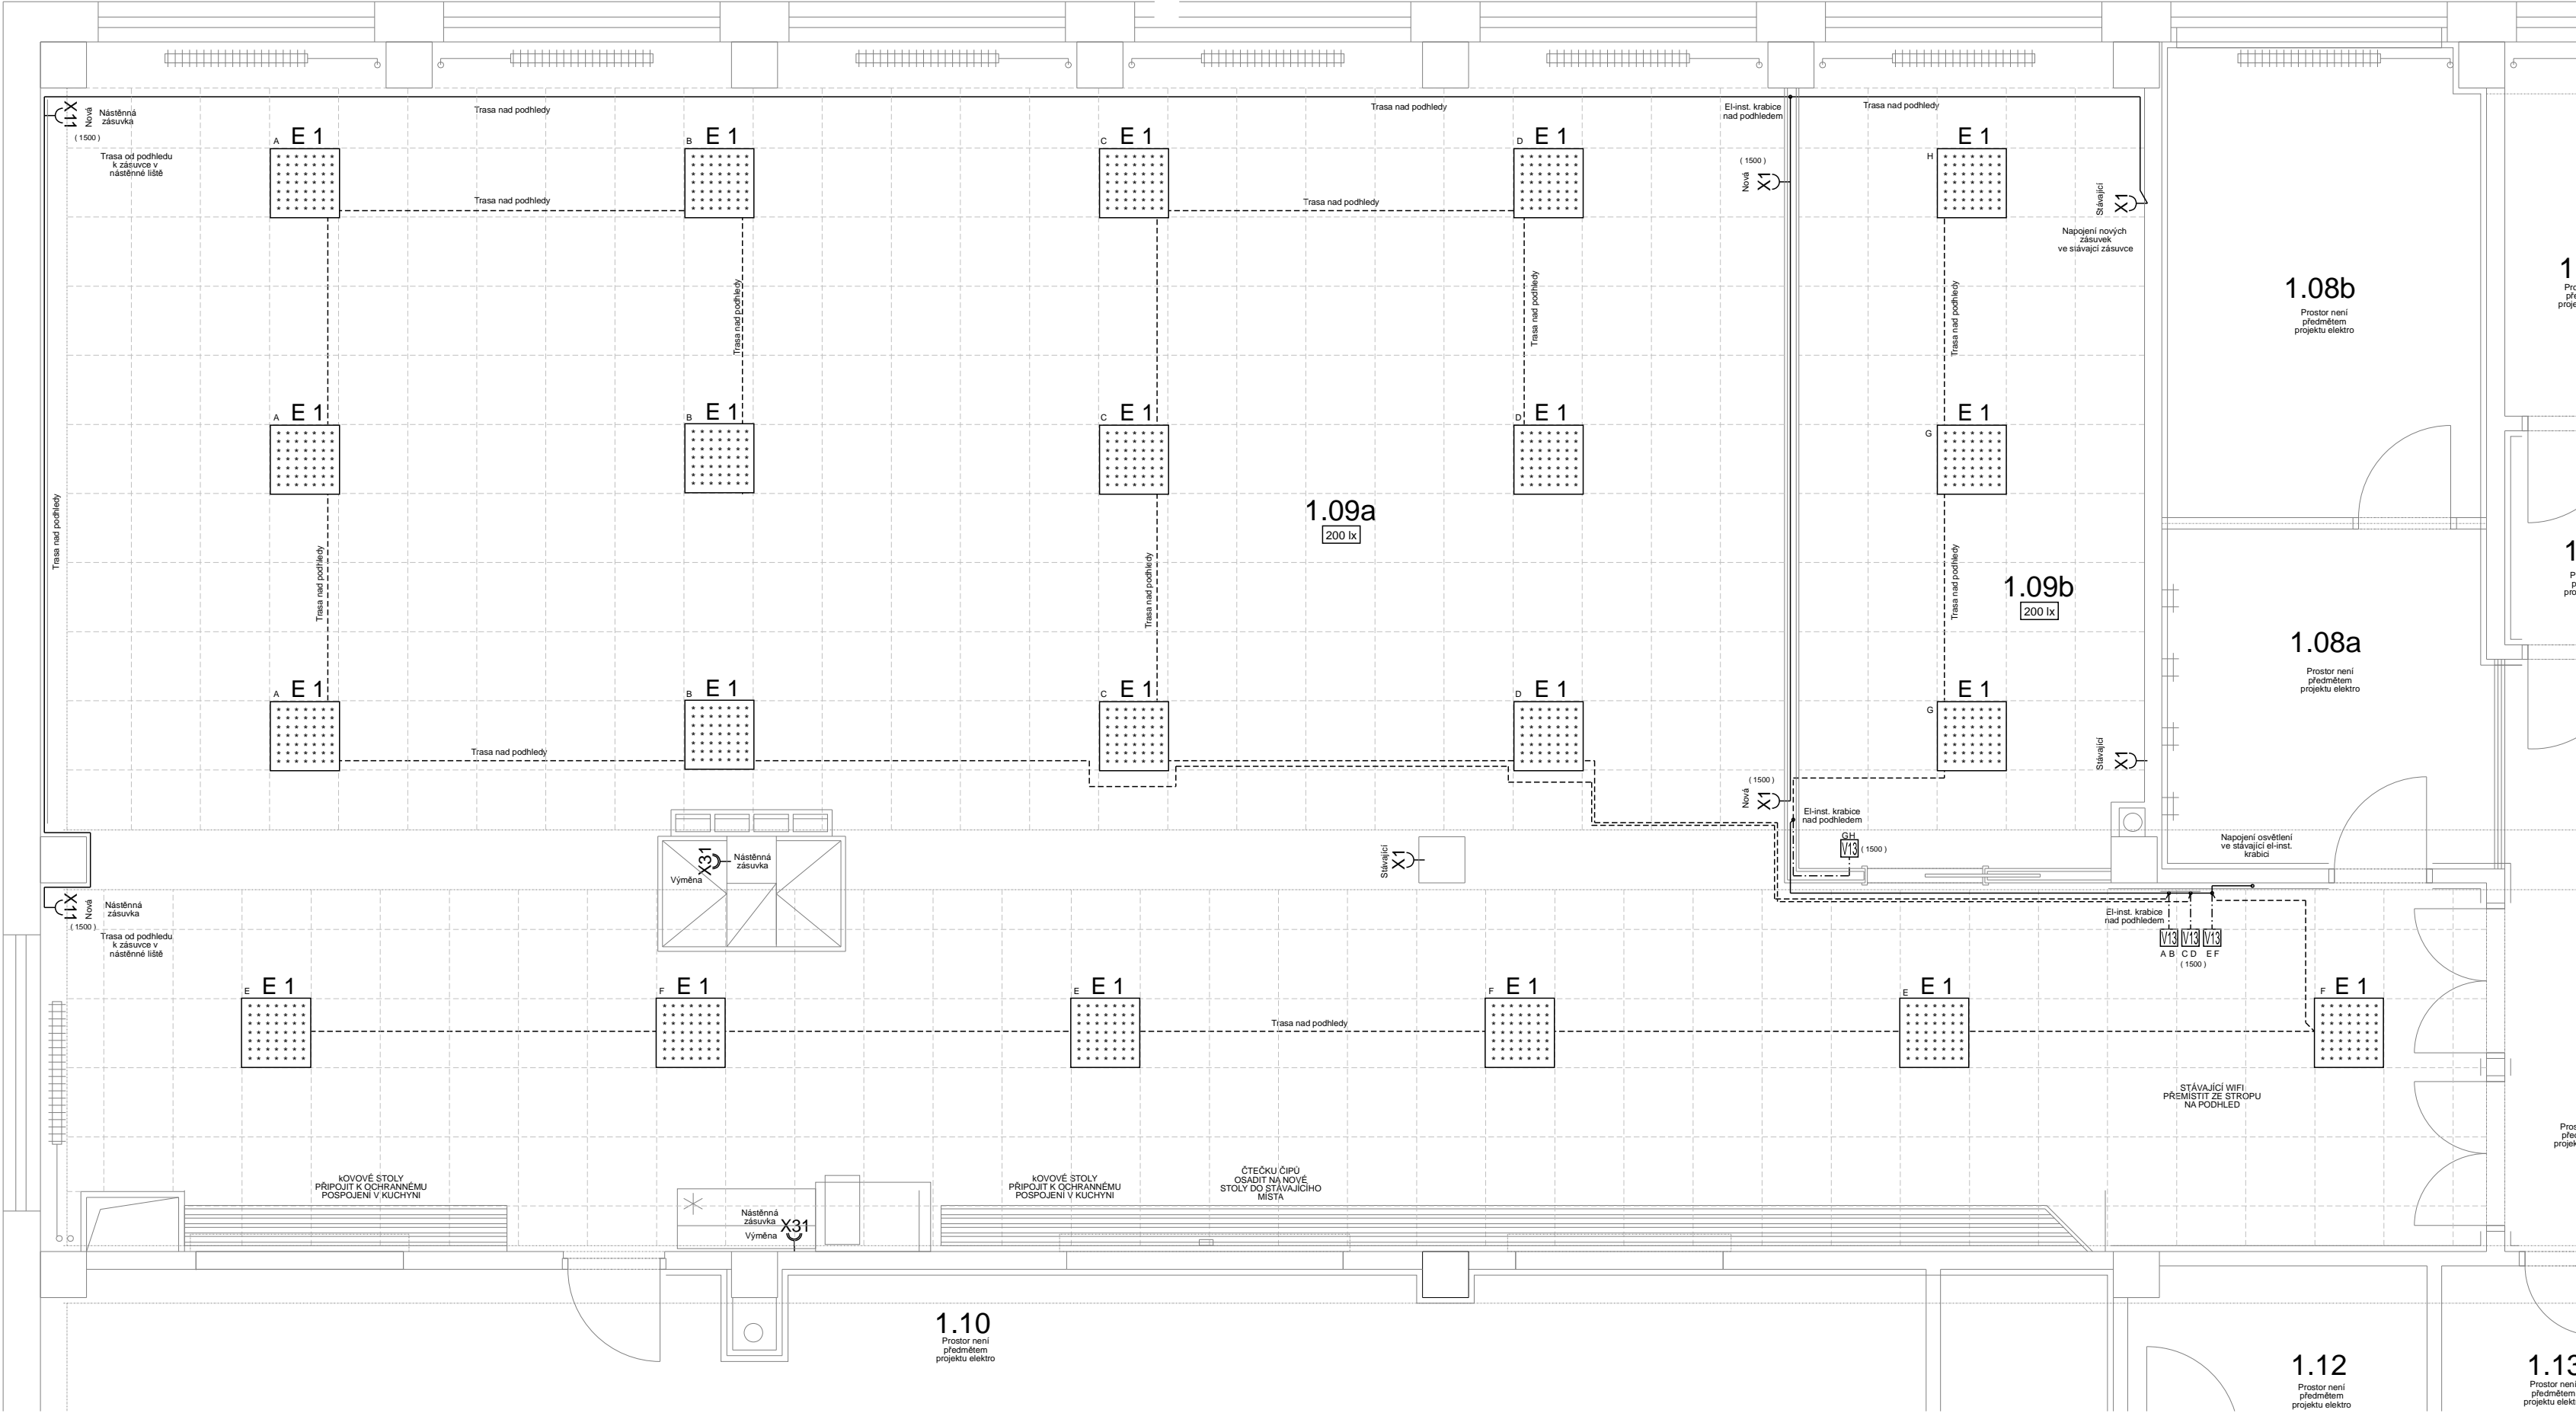 X11
Nová
Nástěnná
zásuvka
( 1500 )
Trasa od podhledu
k zásuvce v
nástěnné liště
Trasa nad podhledy
Trasa nad podhledy
El-inst. krabice
nad podhledem
Trasa nad podhledy
A E 1
B E 1
C E 1
D E 1
H E 1
( 1500 )
Nová
X1
Stávající
X1
Napojení nových
zásuvek
ve stávající zásuvce
Trasa nad podhledy
Trasa nad podhledy
Trasa nad podhledy
Trasa nad podhledy
Trasa nad podhledy
1.08b
Prostor není
předmětem
projektu elektro
A E 1
B E 1
C E 1
D E 1
G E 1
1.09a
200 lx
Trasa nad podhledy
Trasa nad podhledy
Trasa nad podhledy
Trasa nad podhledy
1.09b
200 lx
1.08a
Prostor není
předmětem
projektu elektro
A E 1
B E 1
C E 1
D E 1
G E 1
Trasa nad podhledy
Stávající
X1
( 1500 )
Nová
X1
El-inst. krabice
nad podhledem
GH
V13 ( 1500 )
X31
Nástěnná
zásuvka
Výměna
Stávající
X1
Napojení osvětlení
ve stávající el-inst.
krabici
X11
Nová
Nástěnná
zásuvka
( 1500 )
Trasa od podhledu
k zásuvce v
nástěnné liště
El-inst. krabice
nad podhledem
V13 V13 V13
A B C D E F
( 1500 )
E E 1
F E 1
E E 1
F E 1
E E 1
F E 1
Trasa nad podhledy
STÁVAJÍCÍ WIFI
PŘEMÍSTIT ZE STROPU
NA PODHLED
kOVOVÉ STOLY
PŘIPOJIT K OCHRANNÉMU
POSPOJENÍ V KUCHYNI
kOVOVÉ STOLY
PŘIPOJIT K OCHRANNÉMU
POSPOJENÍ V KUCHYNI
ČTEČKU ČIPŮ
OSADIT NA NOVÉ
STOLY DO STÁVAJÍCÍHO
MÍSTA
Nástěnná
zásuvka
Výměna
X31
1.10
Prostor není
předmětem
projektu elektro
1.12
Prostor není
předmětem
projektu elektro
1.13
Prostor není
předmětem